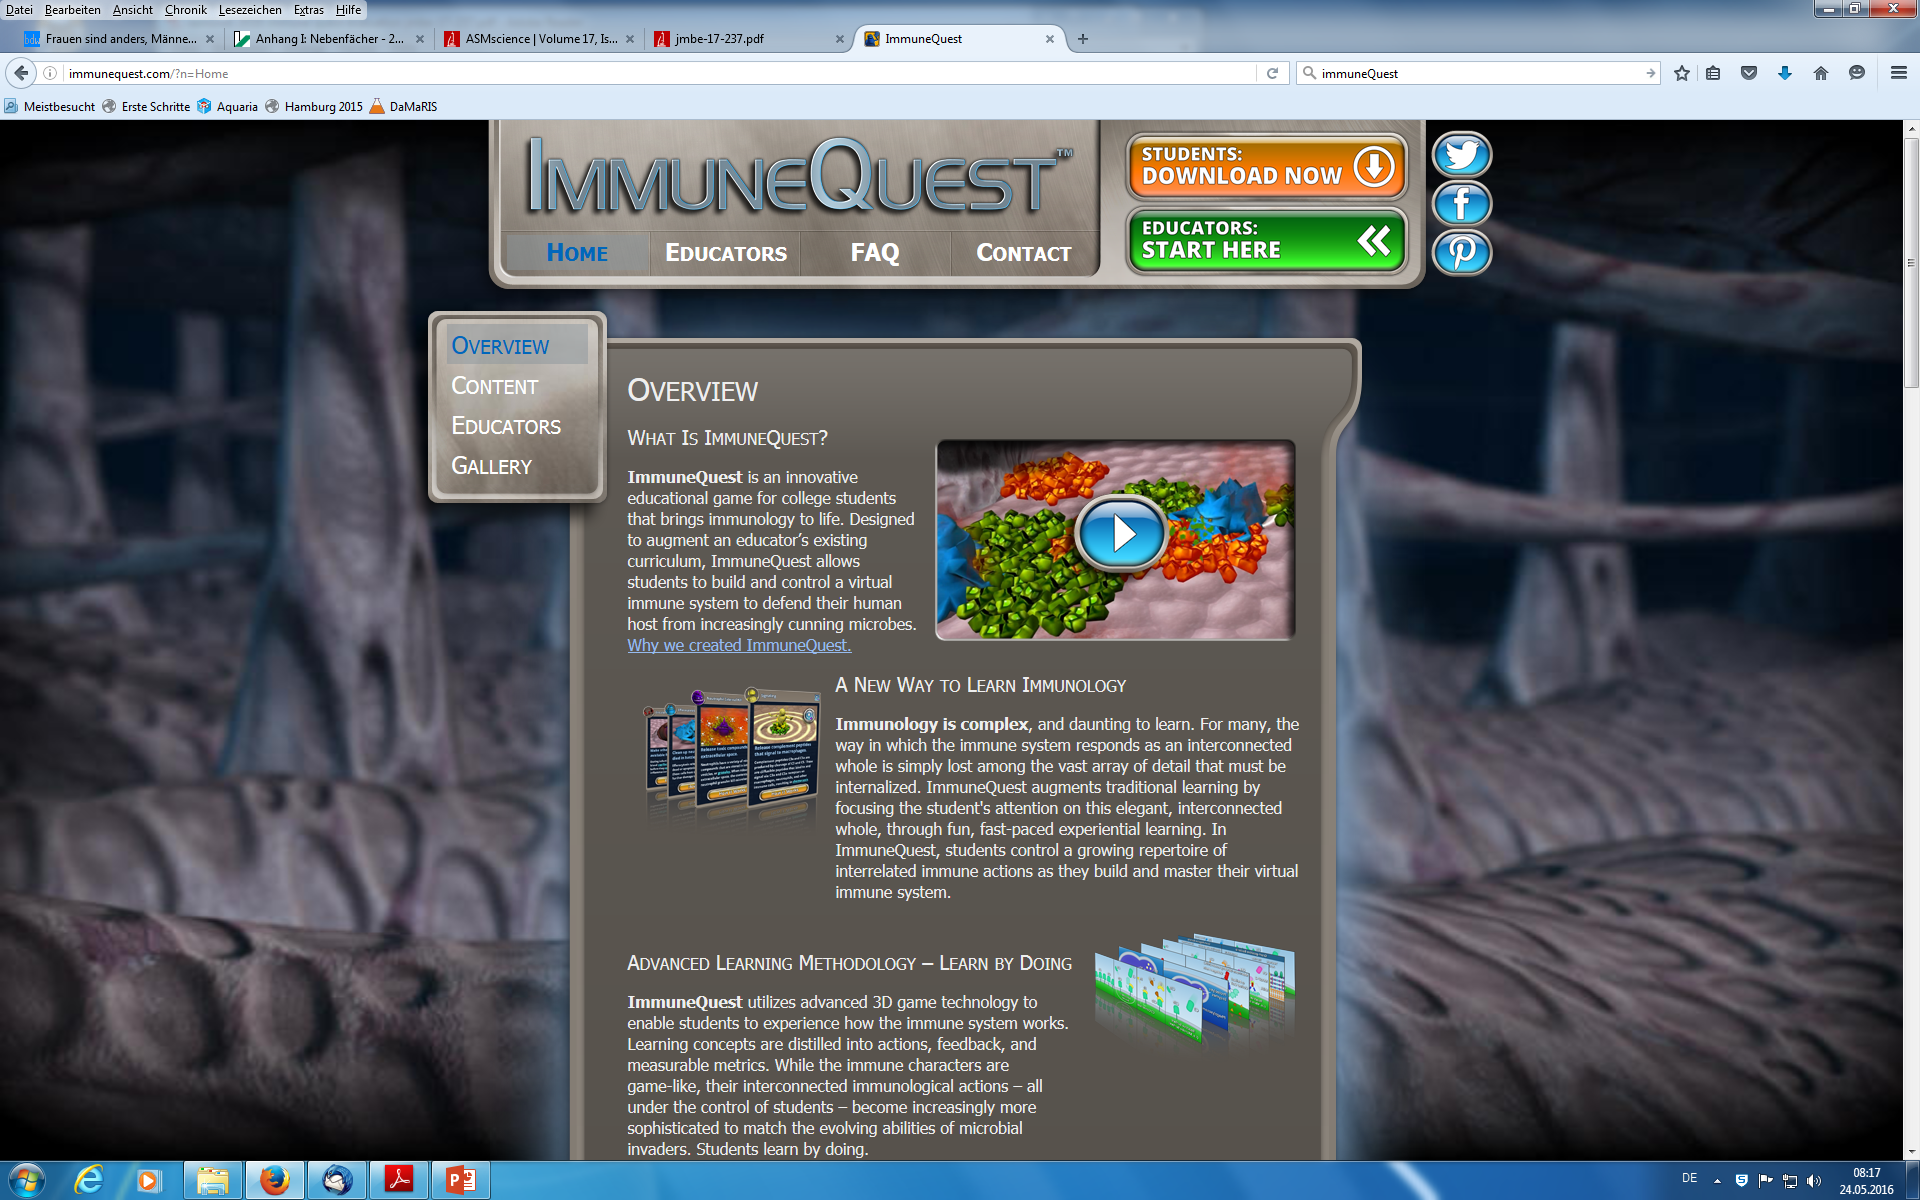 Datei Bearbeiten Ansicht Chronik Lesezeichen Extras Hilfe
Frauen sind anders, Männe...
Anhang I: Nebenfächer - 2...
ASMscience | Volume 17, Is...
jmbe-17-237.pdf
ImmuneQuest
immunequest.com/?n=Home
immuneQuest
Meistbesucht Erste Schritte Aquaria Hamburg 2015 DaMaRIS
IMMUNEQUEST™
STUDENTS:
DOWNLOAD NOW
EDUCATORS:
START HERE
HOME EDUCATORS FAQ CONTACT
OVERVIEW
CONTENT
EDUCATORS
GALLERY
OVERVIEW
WHAT IS IMMUNEQUEST?
ImmuneQuest is an innovative
educational game for college students
that brings immunology to life. Designed
to augment an educator’s existing
curriculum, ImmuneQuest allows
students to build and control a virtual
immune system to defend their human
host from increasingly cunning microbes.
Why we created ImmuneQuest.
A NEW WAY TO LEARN IMMUNOLOGY
Immunology is complex, and daunting to learn. For many, the
way in which the immune system responds as an interconnected
whole is simply lost among the vast array of detail that must be
internalized. ImmuneQuest augments traditional learning by
focusing the student's attention on this elegant, interconnected
whole, through fun, fast-paced experiential learning. In
ImmuneQuest, students control a growing repertoire of
interrelated immune actions as they build and master their virtual
immune system.
Release complement peptides
that signal to macrophages.
ADVANCED LEARNING METHODOLOGY – LEARN BY DOING
ImmuneQuest utilizes advanced 3D game technology to
enable students to experience how the immune system works.
Learning concepts are distilled into actions, feedback, and
measurable metrics. While the immune characters are
game-like, their interconnected immunological actions – all
under the control of students – become increasingly more
sophisticated to match the evolving abilities of microbial
invaders. Students learn by doing.
DE
08:17
24.05.2016